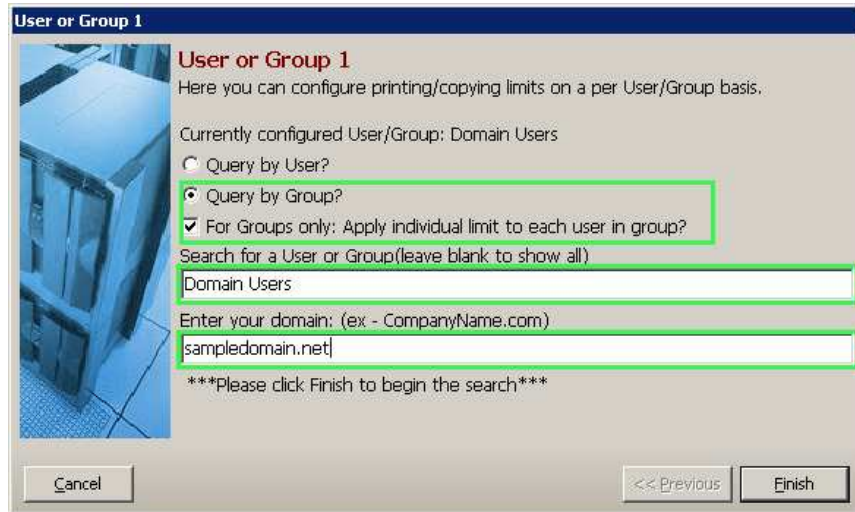 User or Group 1
User or Group 1
Here you can configure printing/copying limits on a per User/Group basis.
Currently configured User/Group: Domain Users
Query by User?
Query by Group?
For Groups only: Apply individual limit to each user in group?
Search for a User or Group(leave blank to show all)
Domain Users
Enter your domain: (ex - CompanyName.com)
sampledomain.net
***Please click Finish to begin the search***
Cancel
<< Previous
Finish